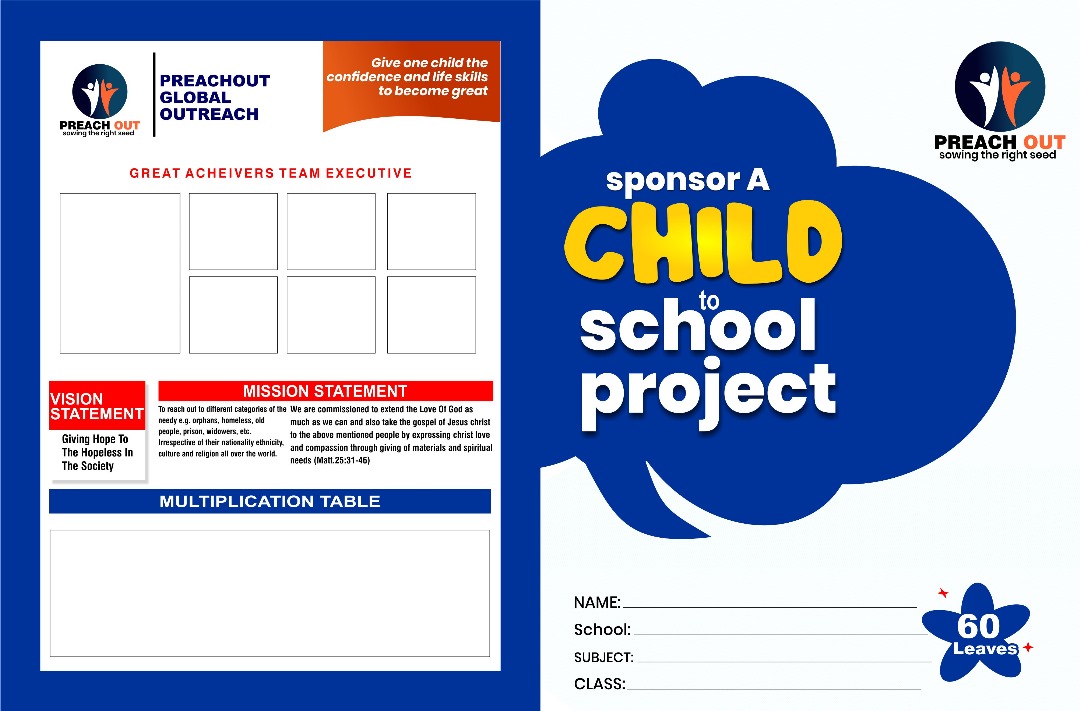 PREACH OUT
sowing the right seed
PREACHOUT
GLOBAL
OUTREACH
Give one child the
confidence and life skills
to become great
GREAT ACHEIVERS TEAM EXECUTIVE
VISION
STATEMENT
Giving Hope To
The Hopeless In
The Society
MISSION STATEMENT
To reach out to different categories of the
needy e.g. orphans, homeless, old
people, prison, widowers, etc.
Irrespective of their nationality ethnicity,
culture and religion all over the world.
We are commissioned to extend the Love Of God as
much as we can and also take the gospel of Jesus christ
to the above mentioned people by expressing christ love
and compassion through giving of materials and spiritual
needs (Matt.25:31-46)
MULTIPLICATION TABLE
PREACH OUT
sowing the right seed
sponsor A
CHILD
to
school
project
NAME:
School:
SUBJECT:
CLASS:
60
Leaves